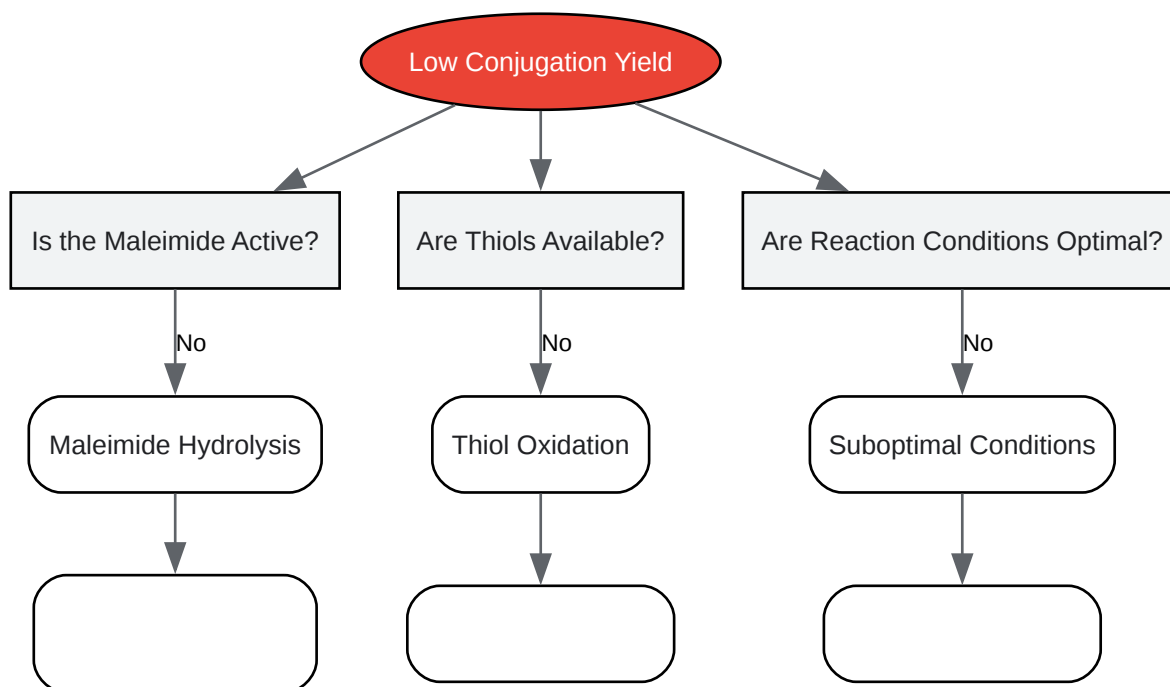 Low Conjugation Yield
Is the Maleimide Active?
Are Thiols Available?
Are Reaction Conditions Optimal?
No
No
No
Maleimide Hydrolysis
Thiol Oxidation
Suboptimal Conditions